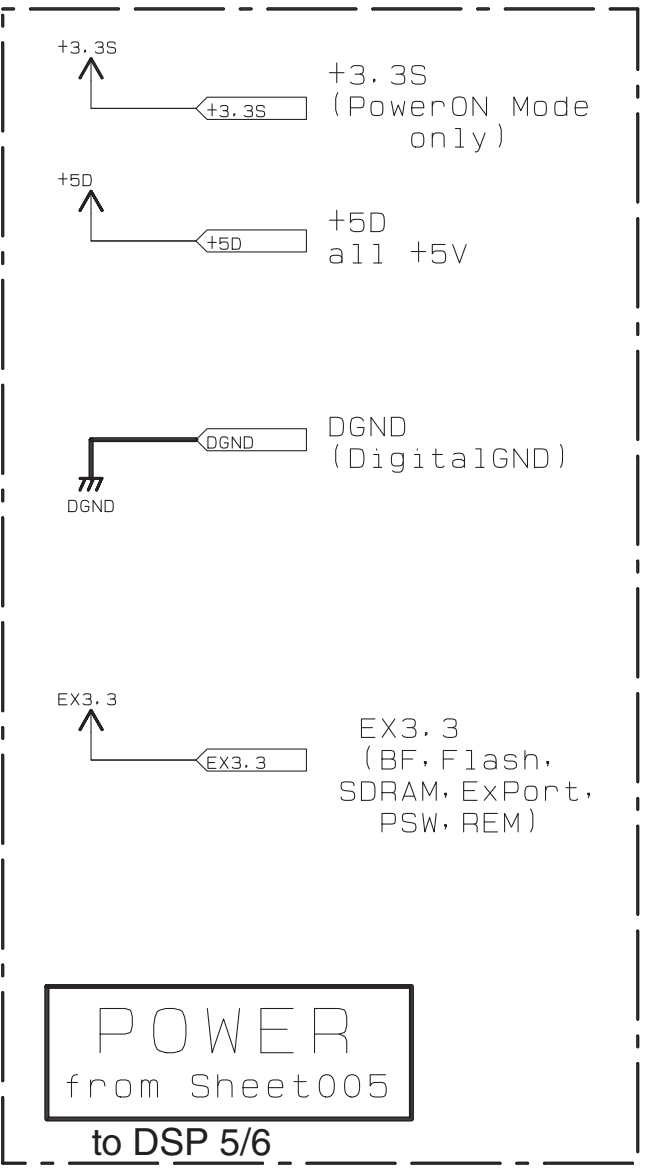 +3.3S
+3.3S
+3.3S
(PowerON Mode
only)
+5D
+5D
+5D
all +5V
DGND
DGND
(DigitalGND)
DGND
EX3.3
EX3.3
EX3.3
(BF,Flash,
SDRAM,ExPort,
PSW,REM)
POWER
from Sheet005
to DSP 5/6